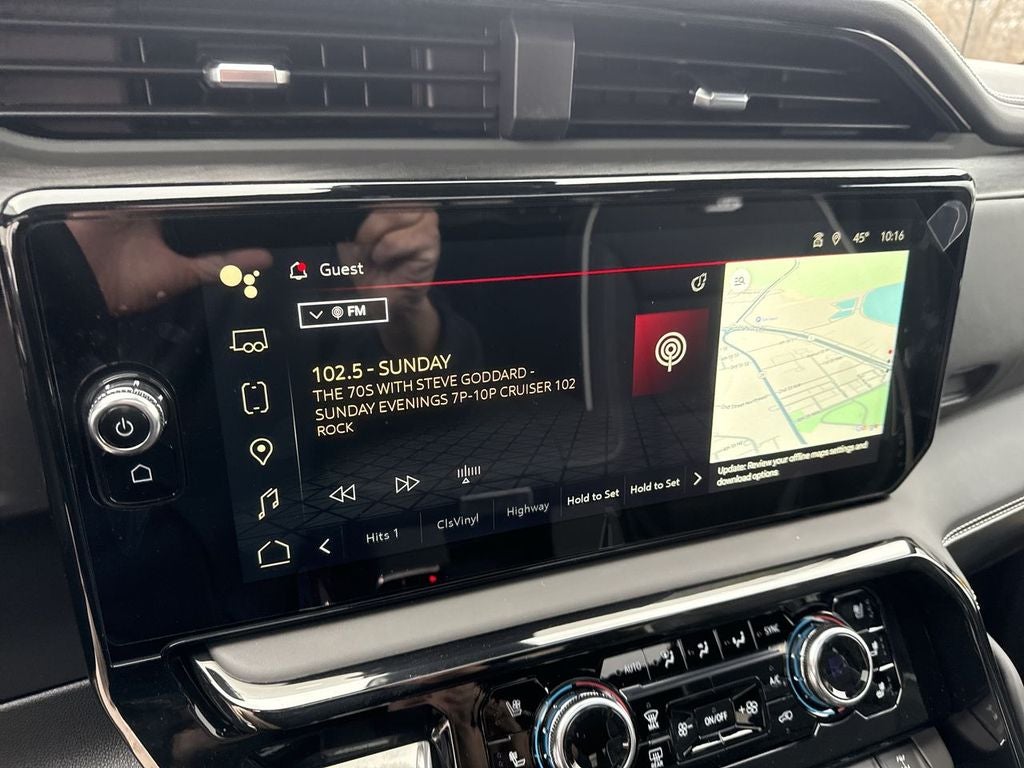 45° 10:16
Guest
FM
102.5 - SUNDAY
THE 70S WITH STEVE GODDARD -
SUNDAY EVENINGS 7P-10P CRUISER 102
ROCK
Hits 1
ClsVinyl
Highway
Hold to Set
Hold to Set
Update: Review your offline maps settings and
download options.
AUTO
SYNC
A/C
ON/OFF
REAR